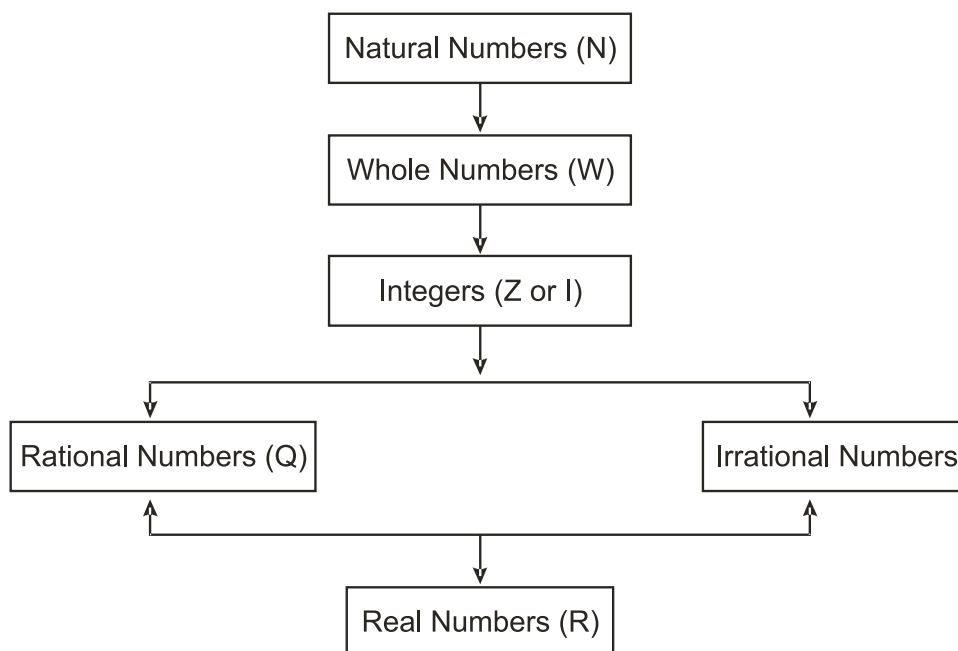 Natural Numbers (N)
Whole Numbers (W)
Integers (Z or I)
Rational Numbers (Q)
Irrational Numbers
Real Numbers (R)